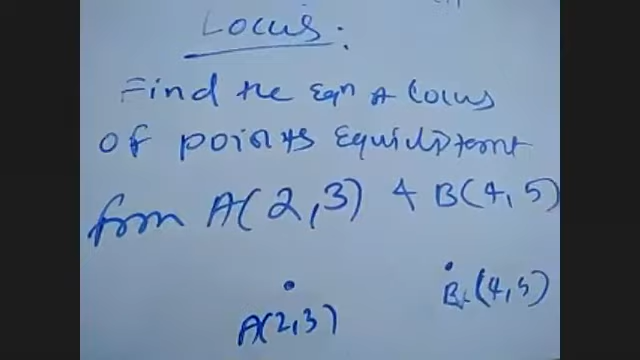 Locus:
Find the Eqn of Locus
of points Equidistant
from A(2,3) & B(4,5)
B(4,5)
A(2,3)